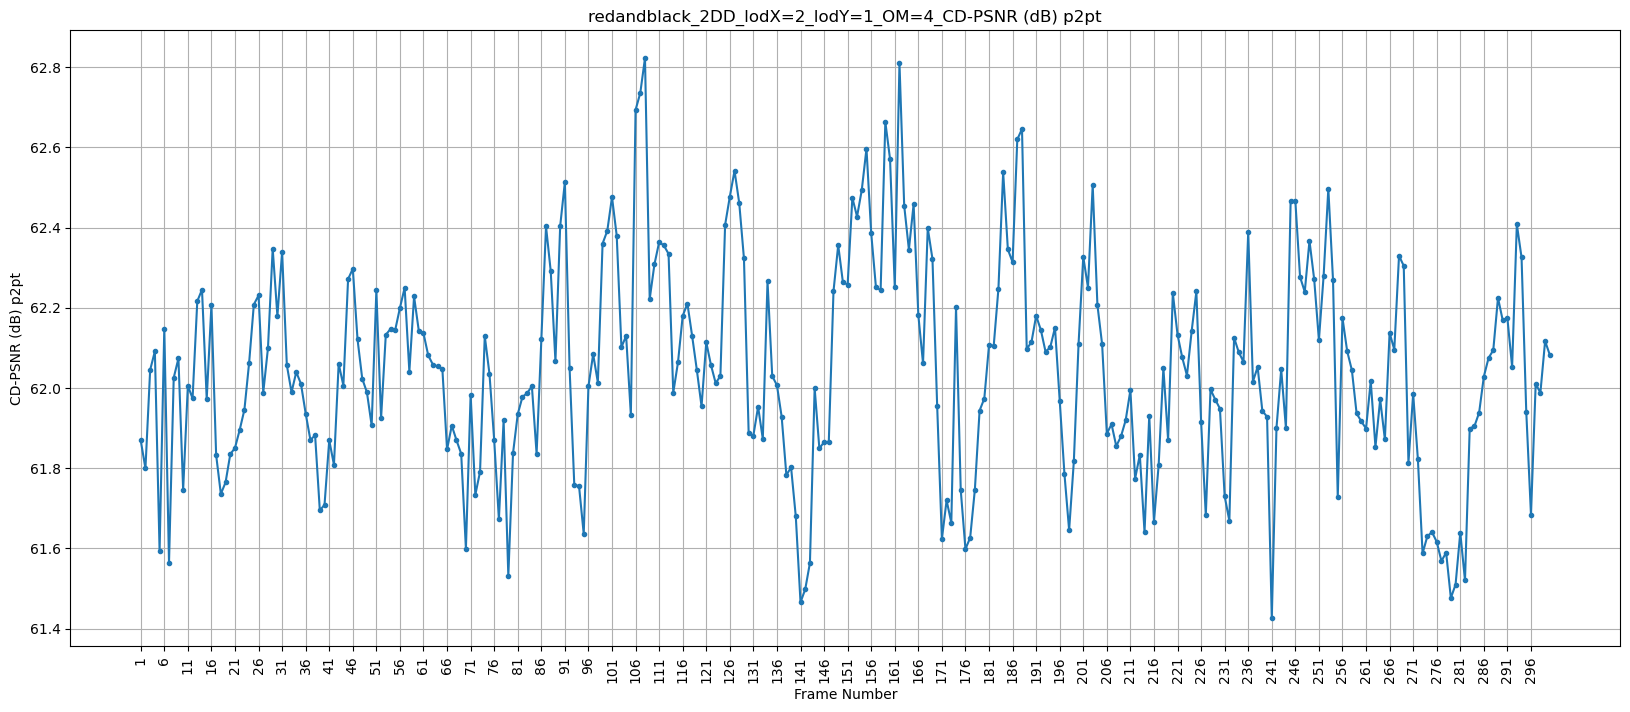 redandblack_2DD_lodX=2_lodY=1_OM=4_CD-PSNR (dB) p2pt
CD-PSNR (dB) p2pt
62.8
62.6
62.4
62.2
62.0
61.8
61.6
61.4
1 6 11 16 21 26 31 36 41 46 51 56 61 66 71 76 81 86 91 96 101 106 111 116 121 126 131 136 141 146 151 156 161 166 171 176 181 186 191 196 201 206 211 216 221 226 231 236 241 246 251 256 261 266 271 276 281 286 291 296
Frame Number